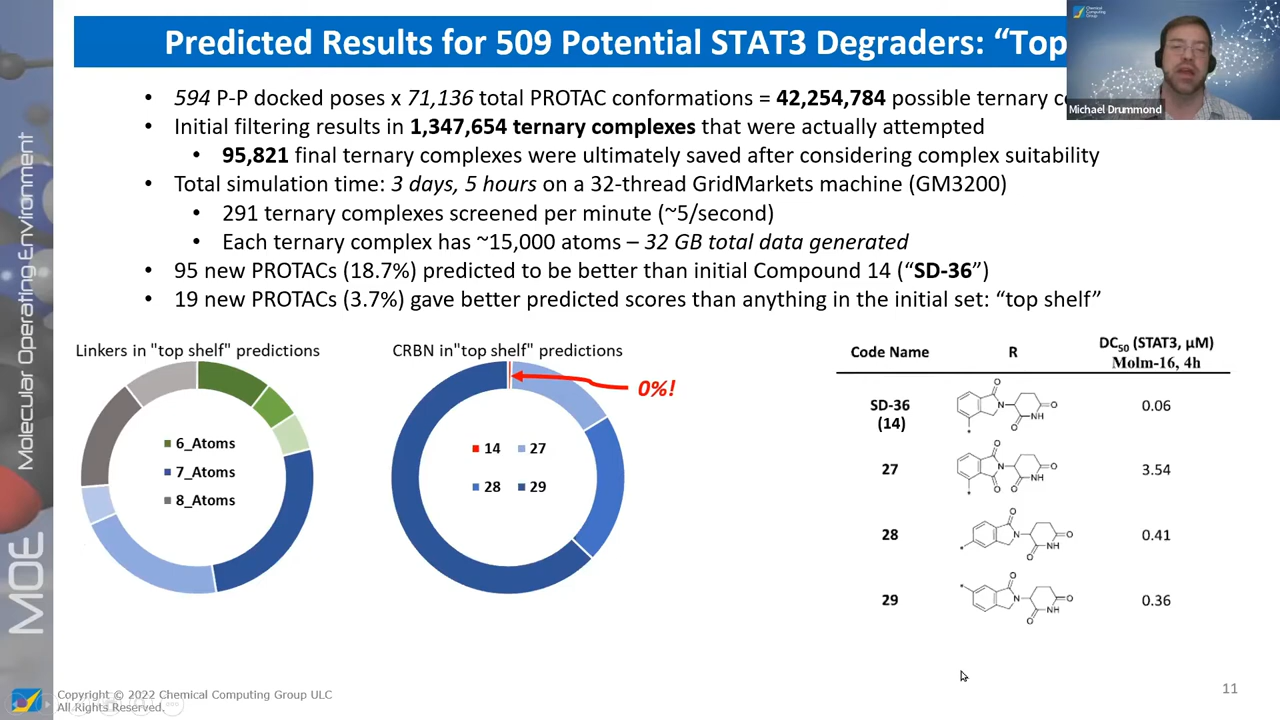 Predicted Results for 509 Potential STAT3 Degraders: “Top
Chemical Computing Group
Michael Drummond
• 594 P-P docked poses x 71,136 total PROTAC conformations = 42,254,784 possible ternary
• Initial filtering results in 1,347,654 ternary complexes that were actually attempted
• 95,821 final ternary complexes were ultimately saved after considering complex suitability
• Total simulation time: 3 days, 5 hours on a 32-thread GridMarkets machine (GM3200)
• 291 ternary complexes screened per minute (~5/second)
• Each ternary complex has ~15,000 atoms – 32 GB total data generated
• 95 new PROTACs (18.7%) predicted to be better than initial Compound 14 (“SD-36”)
• 19 new PROTACs (3.7%) gave better predicted scores than anything in the initial set: “top shelf”
Linkers in "top shelf" predictions
6_Atoms
7_Atoms
8_Atoms
CRBN in"top shelf" predictions
0%!
14 27
28 29
Code Name R DC50 (STAT3, μM)
Molm-16, 4h
SD-36
(14) 0.06
O
N
O
NH
O
27 3.54
O
N
O
O
NH
O
28 0.41
O
N
O
NH
O
29 0.36
O
N
O
NH
O
Molecular Operating Environment
MOE
Copyright © 2022 Chemical Computing Group ULC
All Rights Reserved.
11